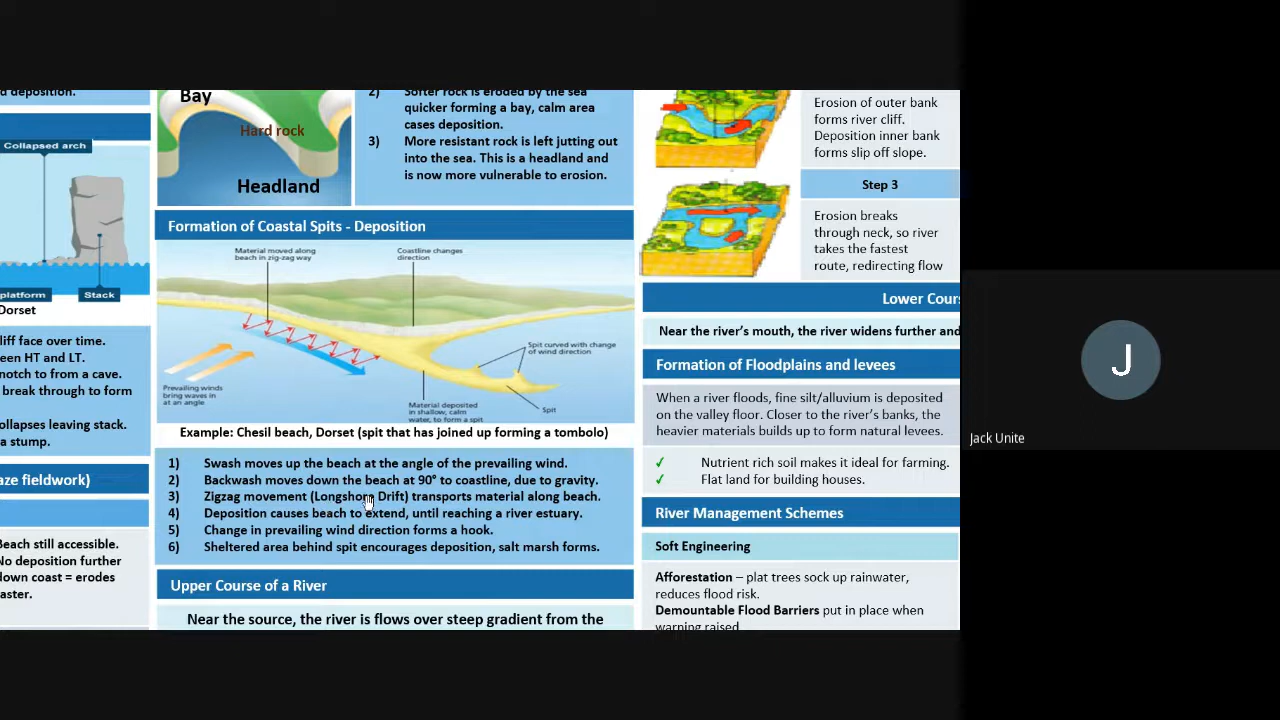 d deposition.
Collapsed arch
platform
Stack
Dorset
liff face over time.
een HT and LT.
notch to from a cave.
break through to form
ollapses leaving stack.
a stump.
aze fieldwork)
Beach still accessible.
No deposition further
down coast = erodes
aster.
Bay
Hard rock
Headland
2) Softer rock is eroded by the sea
quicker forming a bay, calm area
cases deposition.
3) More resistant rock is left jutting out
into the sea. This is a headland and
is now more vulnerable to erosion.
Formation of Coastal Spits - Deposition
Material moved along
beach in zig-zag way
Coastline changes
direction
Spit curved with change
of wind direction
Prevailing winds
bring waves in
at an angle
Material deposited
in shallow, calm
water, to form a spit
Spit
Example: Chesil beach, Dorset (spit that has joined up forming a tombolo)
1) Swash moves up the beach at the angle of the prevailing wind.
2) Backwash moves down the beach at 90° to coastline, due to gravity.
3) Zigzag movement (Longshore Drift) transports material along beach.
4) Deposition causes beach to extend, until reaching a river estuary.
5) Change in prevailing wind direction forms a hook.
6) Sheltered area behind spit encourages deposition, salt marsh forms.
Upper Course of a River
Near the source, the river is flows over steep gradient from the
Erosion of outer bank
forms river cliff.
Deposition inner bank
forms slip off slope.
Step 3
Erosion breaks
through neck, so river
takes the fastest
route, redirecting flow
Lower Cours
Near the river's mouth, the river widens further and
Formation of Floodplains and levees
When a river floods, fine silt/alluvium is deposited
on the valley floor. Closer to the river's banks, the
heavier materials builds up to form natural levees.
✓ Nutrient rich soil makes it ideal for farming.
✓ Flat land for building houses.
River Management Schemes
Soft Engineering
Afforestation – plat trees sock up rainwater,
reduces flood risk.
Demountable Flood Barriers put in place when
warning raised
J
Jack Unite